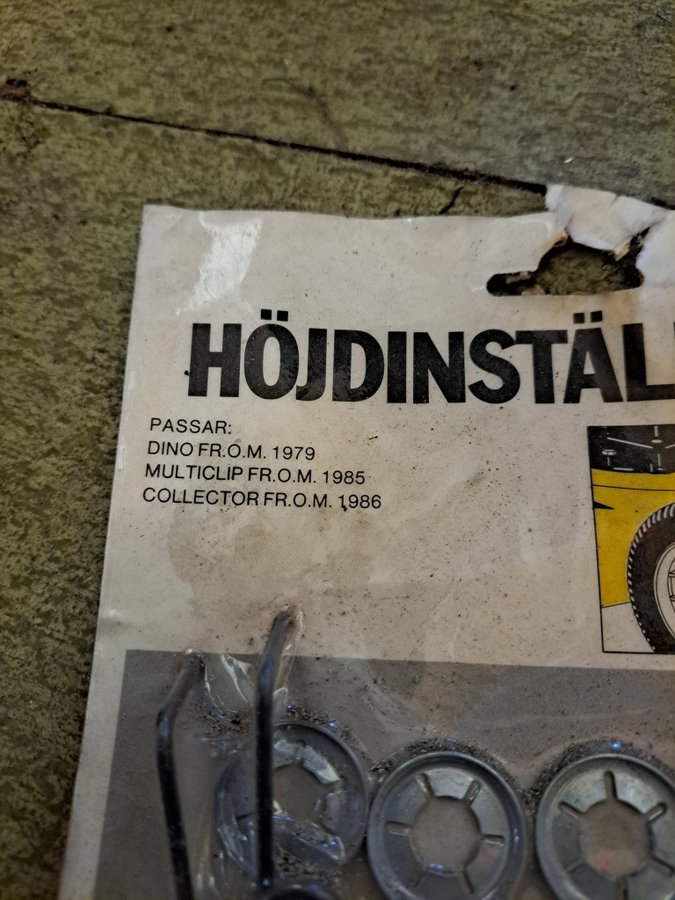 HÖJDINSTÄL
PASSAR:
DINO FR.O.M. 1979
MULTICLIP FR.O.M. 1985
COLLECTOR FR.O.M. 1986